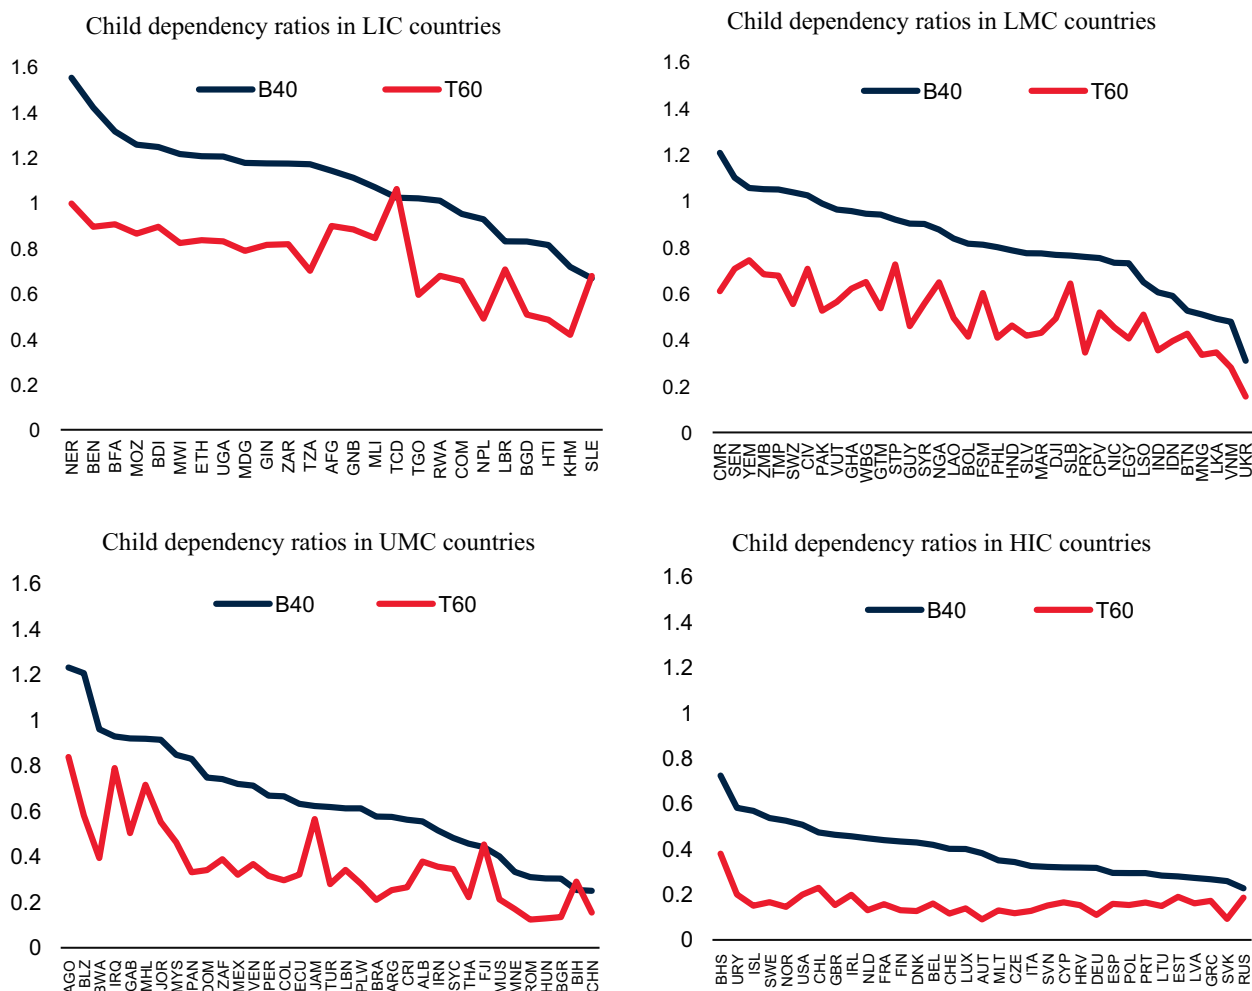 Child dependency ratios in LIC countries
1.6
1.4
1.2
1
0.8
0.6
0.4
0.2
0
B40
T60
NER
BEN
BFA
MOZ
BDI
MWI
ETH
UGA
MDG
GIN
ZAR
TZA
AFG
GNB
MLI
TCD
TGO
RWA
COM
NPL
LBR
BGD
HTI
KHM
SLE
Child dependency ratios in LMC countries
1.6
1.4
1.2
1
0.8
0.6
0.4
0.2
0
B40
T60
CMR
SEN
YEM
ZMB
TMP
SWZ
CIV
PAK
VUT
GHA
WBG
GTM
STP
GUY
SYR
NGA
LAO
BOL
FSM
PHL
HND
SLV
MAR
DJI
SLB
PRY
CPV
NIC
EGY
LSO
IND
IDN
BTN
MNG
LKA
VNM
UKR
Child dependency ratios in UMC countries
1.6
1.4
1.2
1
0.8
0.6
0.4
0.2
0
B40
T60
AGO
BLZ
BWA
IRQ
GAB
MHL
JOR
MYS
PAN
DOM
ZAF
MEX
VEN
PER
COL
ECU
JAM
TUR
LBN
PLW
BRA
ARG
CRI
ALB
IRN
SYC
THA
FJI
MUS
MNE
ROM
HUN
BGR
BIH
CHN
Child dependency ratios in HIC countries
1.6
1.4
1.2
1
0.8
0.6
0.4
0.2
0
B40
T60
BHS
URY
ISL
SWE
NOR
USA
CHL
GBR
IRL
NLD
FRA
FIN
DNK
BEL
CHE
LUX
AUT
MLT
CZE
ITA
SVN
CYP
HRV
DEU
ESP
POL
PRT
LTU
EST
LVA
GRC
SVK
RUS